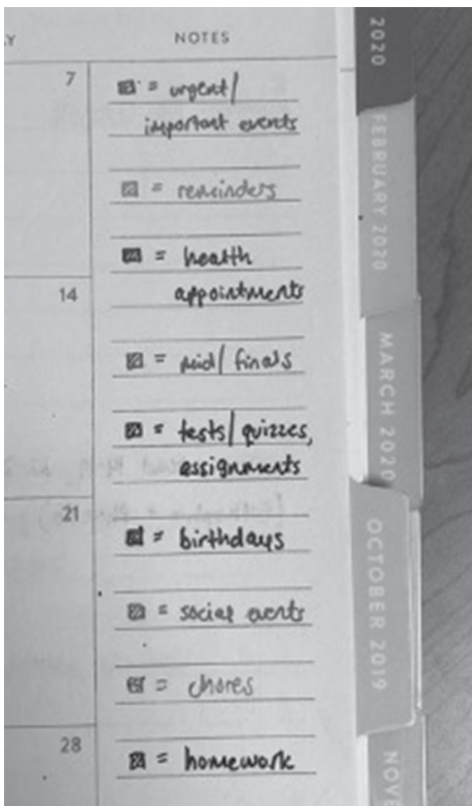 Y
NOTES
7
= urgent/
important events
= reminders
= health
appointments
14
= mid/finals
= tests/quizzes,
assignments
21
= birthdays
= social events
= chores
28
= homework
2020
FEBRUARY 2020
MARCH 2020
OCTOBER 2019
NOV